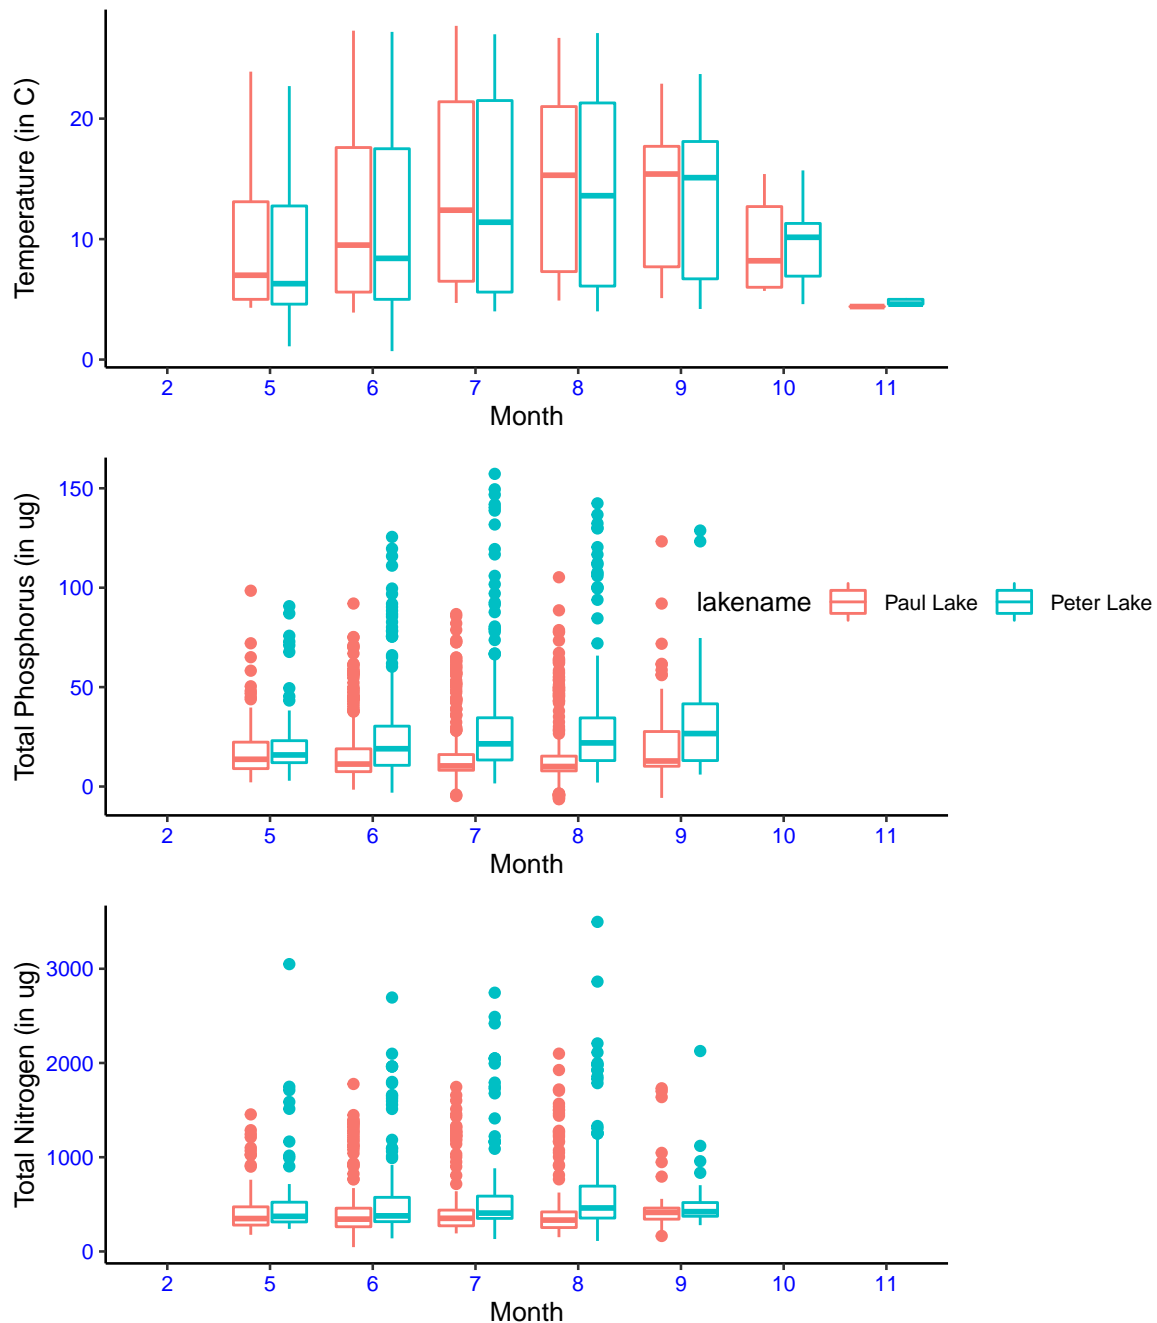 Temperature (in C)
20
10
0
2 5 6 7 8 9 10 11
Month
Total Phosphorus (in ug)
150
100
50
0
lakename Paul Lake Peter Lake
2 5 6 7 8 9 10 11
Month
Total Nitrogen (in ug)
3000
2000
1000
0
2 5 6 7 8 9 10 11
Month